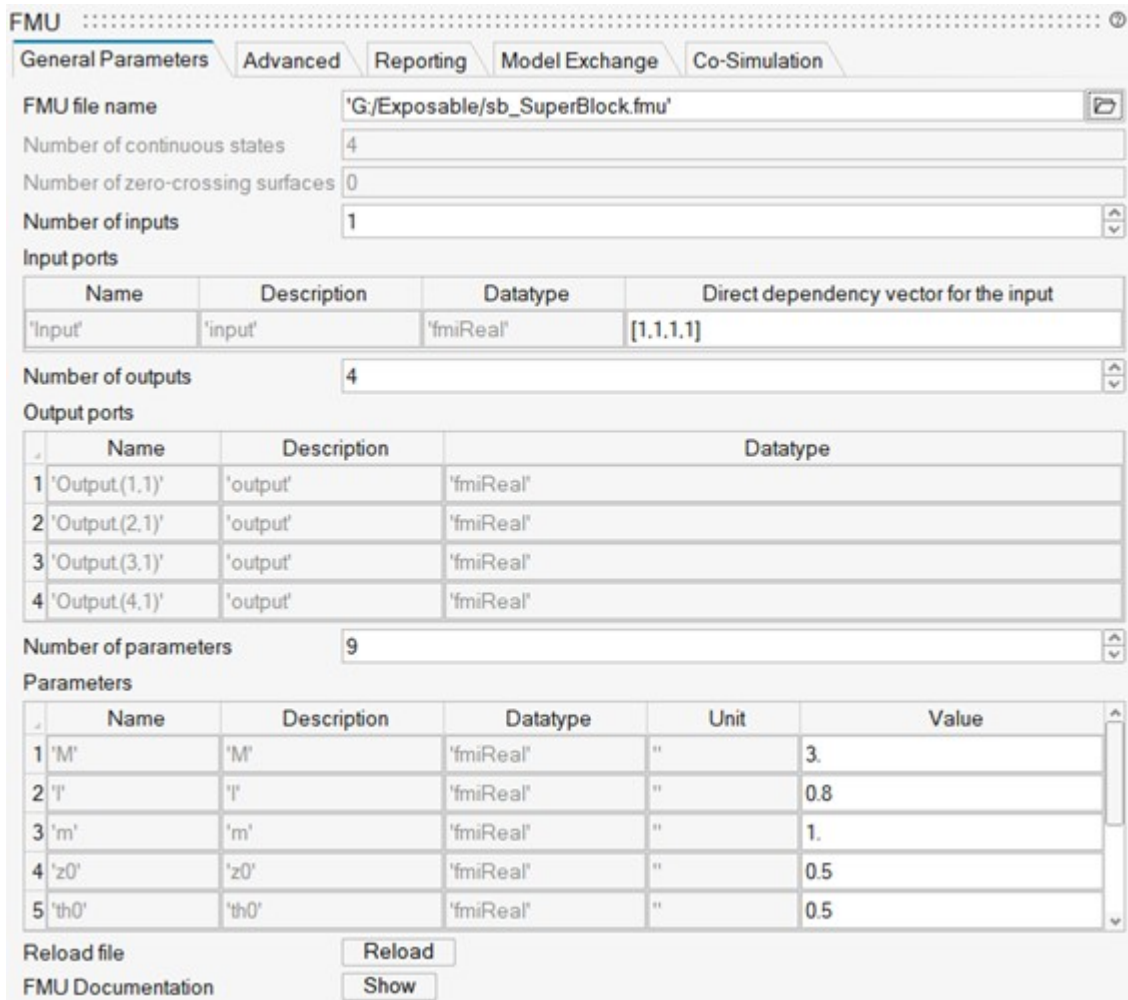 FMU
General Parameters Advanced Reporting Model Exchange Co-Simulation
FMU file name 'G:/Exposable/sb_SuperBlock.fmu'
Number of continuous states 4
Number of zero-crossing surfaces 0
Number of inputs 1
Input ports
Name Description Datatype Direct dependency vector for the input
'Input' 'input' 'fmiReal' [1,1,1,1]
Number of outputs 4
Output ports
Name Description Datatype
1 'Output.(1,1)' 'output' 'fmiReal'
2 'Output.(2,1)' 'output' 'fmiReal'
3 'Output.(3,1)' 'output' 'fmiReal'
4 'Output.(4,1)' 'output' 'fmiReal'
Number of parameters 9
Parameters
Name Description Datatype Unit Value
1 'M' 'M' 'fmiReal' '' 3.
2 'l' 'l' 'fmiReal' '' 0.8
3 'm' 'm' 'fmiReal' '' 1.
4 'z0' 'z0' 'fmiReal' '' 0.5
5 'th0' 'th0' 'fmiReal' '' 0.5
Reload file Reload
FMU Documentation Show